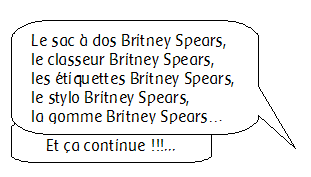 Le sac à dos Britney Spears,
le classeur Britney Spears,
les étiquettes Britney Spears,
le stylo Britney Spears,
la gomme Britney Spears...
Et ça continue !!!...